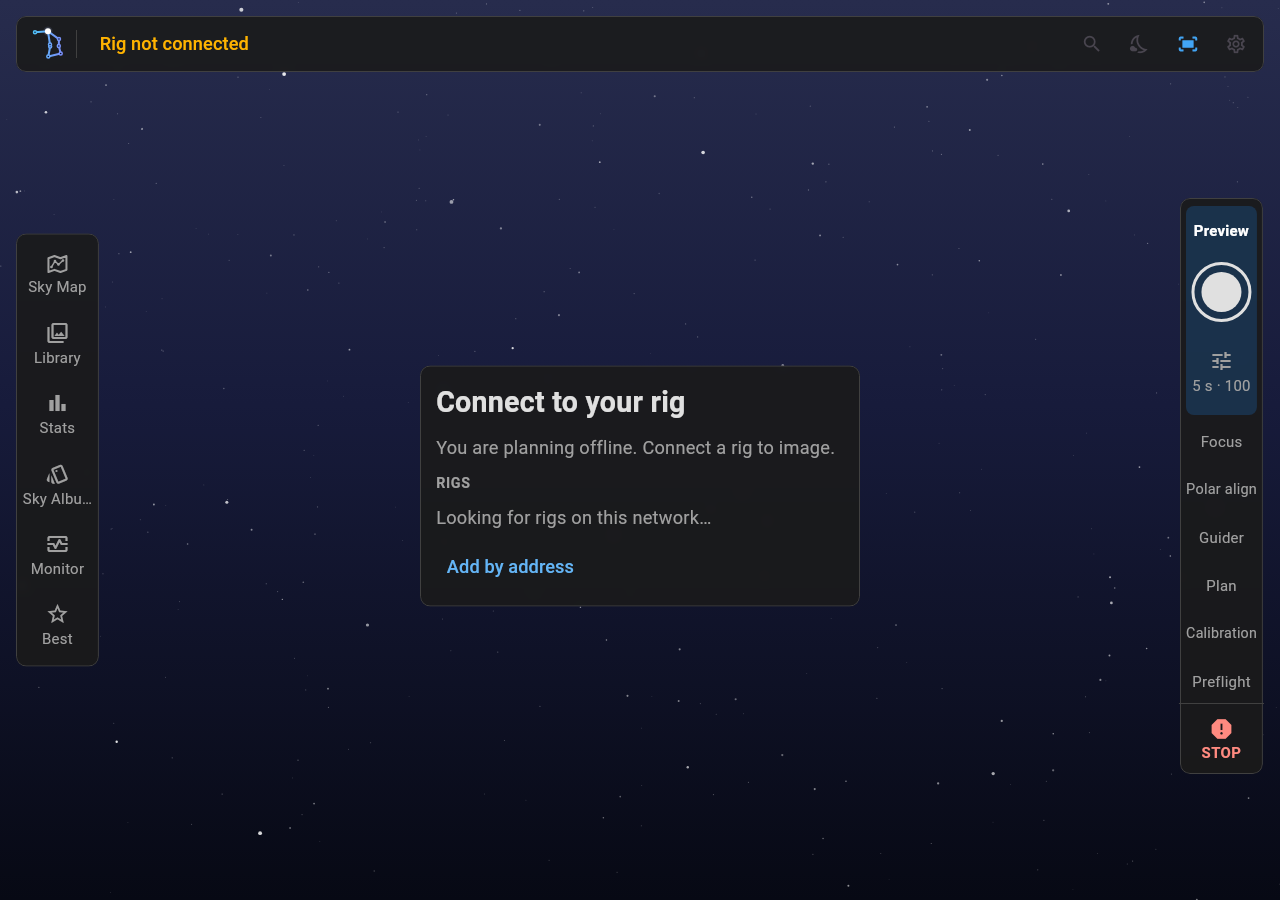 Rig not connected
Sky Map
Library
Stats
Sky Albu…
Monitor
Best
Connect to your rig
You are planning offline. Connect a rig to image.
RIGS
Looking for rigs on this network…
Add by address
Preview
5 s · 100
Focus
Polar align
Guider
Plan
Calibration
Preflight
STOP